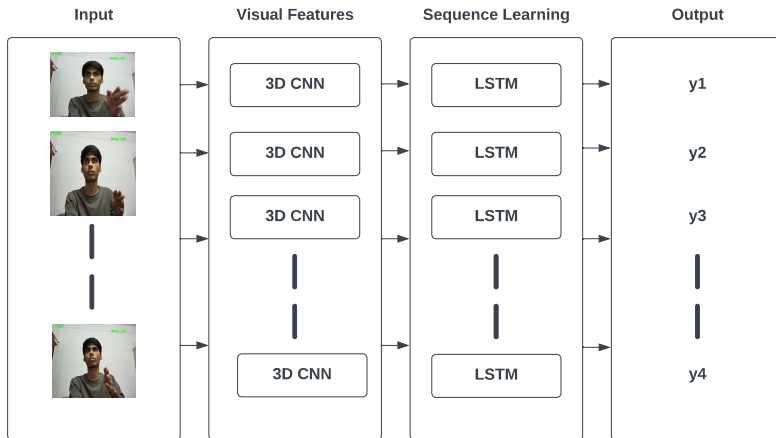 Input
Visual Features
Sequence Learning
Output
3D CNN
LSTM
y1
3D CNN
LSTM
y2
3D CNN
LSTM
y3
3D CNN
LSTM
y4